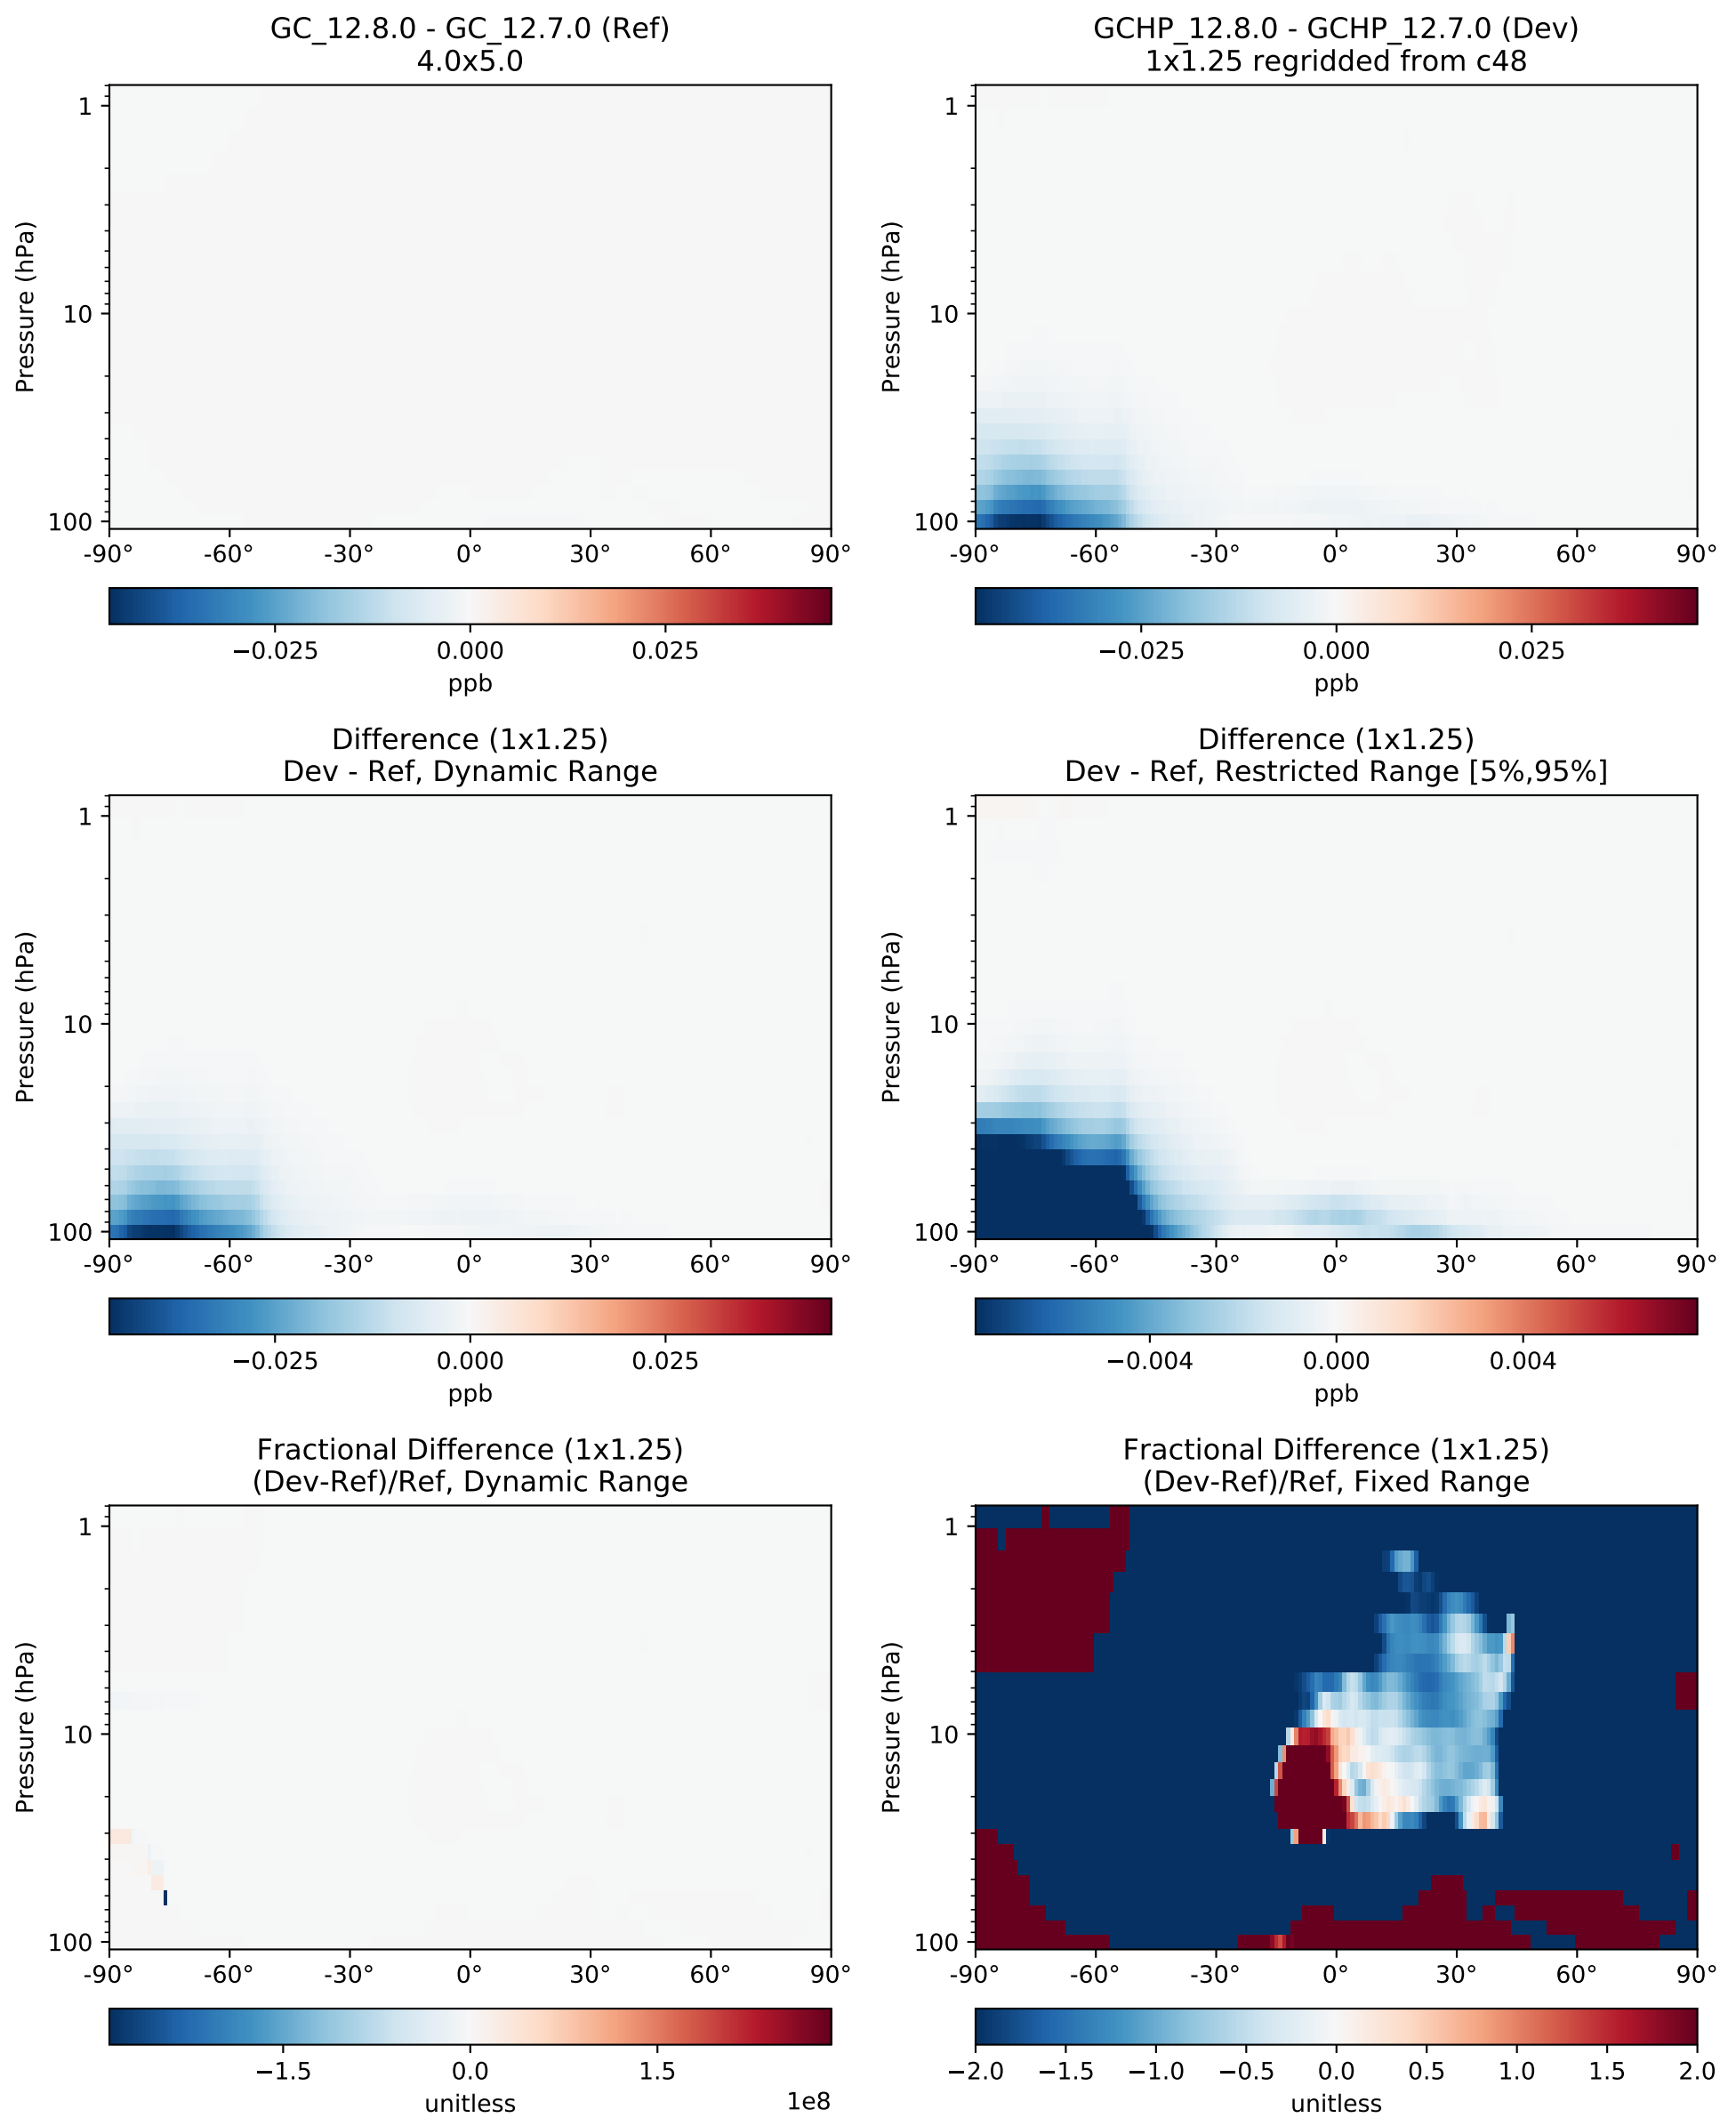 GC_12.8.0 - GC_12.7.0 (Ref)
4.0x5.0
Pressure (hPa)
1
10
100
-90° -60° -30° 0° 30° 60° 90°
−0.025 0.000 0.025
ppb
GCHP_12.8.0 - GCHP_12.7.0 (Dev)
1x1.25 regridded from c48
Pressure (hPa)
1
10
100
-90° -60° -30° 0° 30° 60° 90°
−0.025 0.000 0.025
ppb
Difference (1x1.25)
Dev - Ref, Dynamic Range
Pressure (hPa)
1
10
100
-90° -60° -30° 0° 30° 60° 90°
−0.025 0.000 0.025
ppb
Difference (1x1.25)
Dev - Ref, Restricted Range [5%,95%]
Pressure (hPa)
1
10
100
-90° -60° -30° 0° 30° 60° 90°
−0.004 0.000 0.004
ppb
Fractional Difference (1x1.25)
(Dev-Ref)/Ref, Dynamic Range
Pressure (hPa)
1
10
100
-90° -60° -30° 0° 30° 60° 90°
−1.5 0.0 1.5
unitless 1e8
Fractional Difference (1x1.25)
(Dev-Ref)/Ref, Fixed Range
Pressure (hPa)
1
10
100
-90° -60° -30° 0° 30° 60° 90°
−2.0 −1.5 −1.0 −0.5 0.0 0.5 1.0 1.5 2.0
unitless